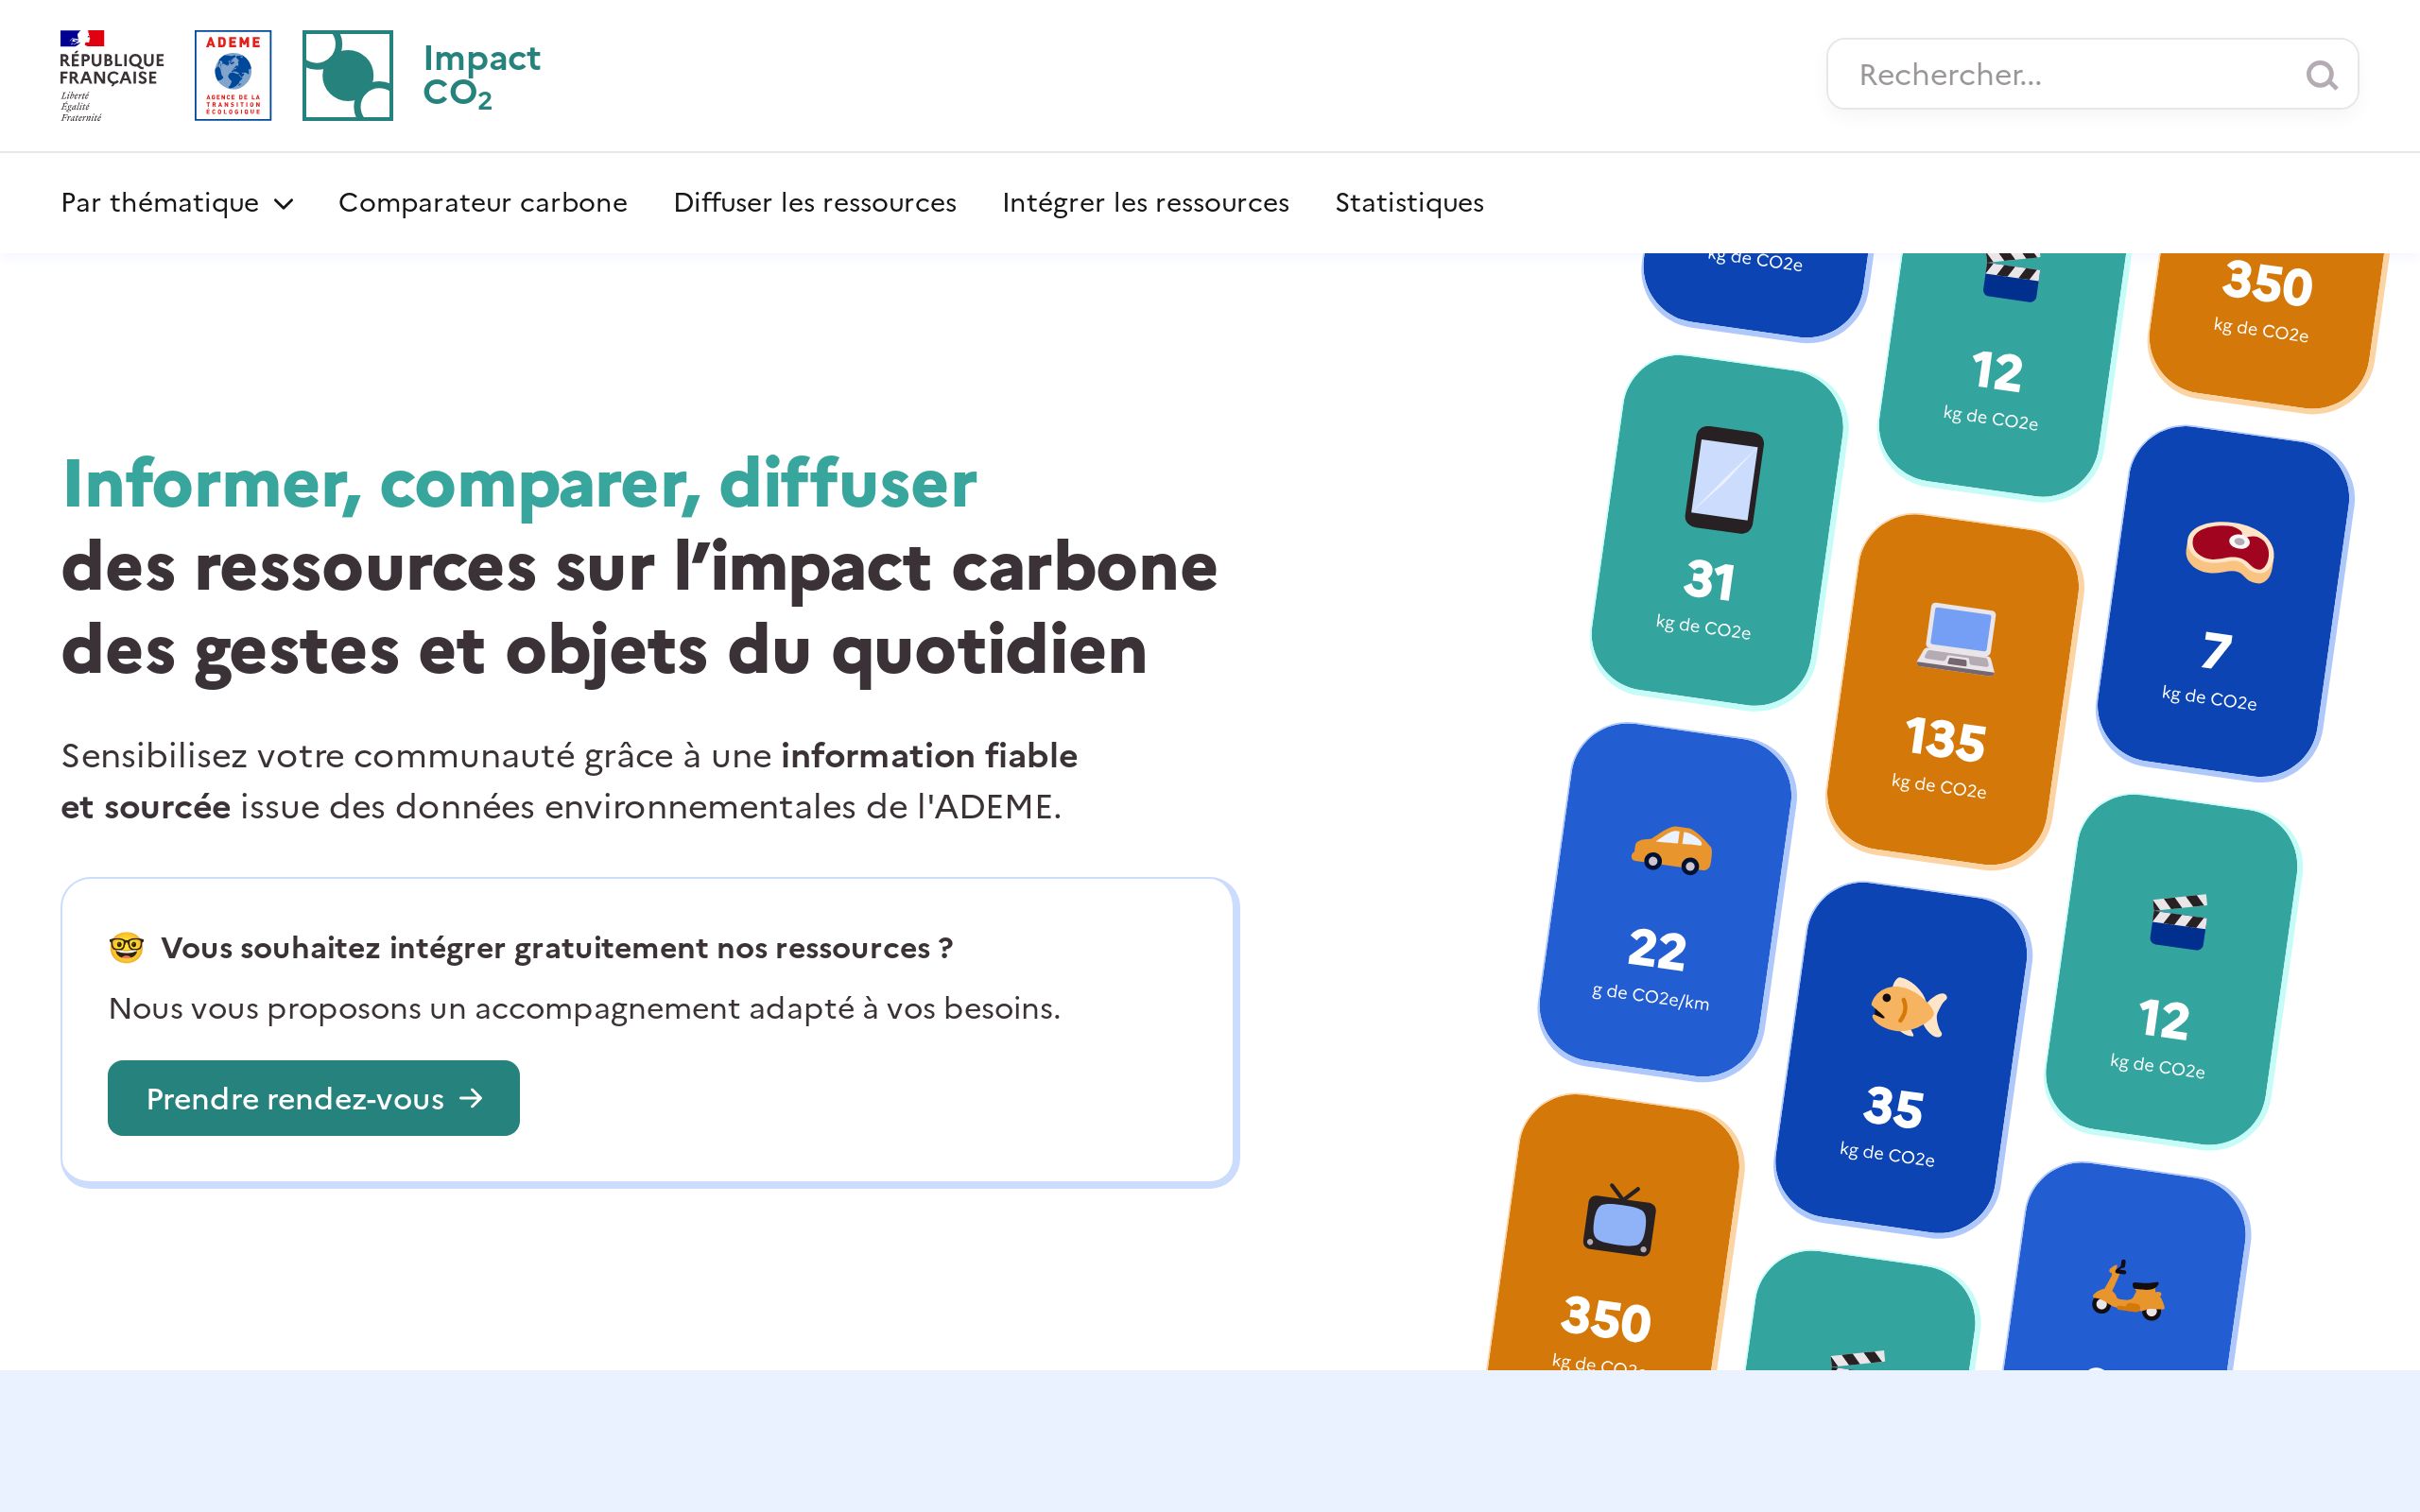 RÉPUBLIQUE
FRANÇAISE
Liberté
Égalité
Fraternité
ADEME
AGENCE DE LA
TRANSITION
ÉCOLOGIQUE
Impact
CO2
Rechercher...
Par thématique
Comparateur carbone
Diffuser les ressources
Intégrer les ressources
Statistiques
Informer, comparer, diffuser
des ressources sur l’impact carbone
des gestes et objets du quotidien
Sensibilisez votre communauté grâce à une information fiable
et sourcée issue des données environnementales de l'ADEME.
🤓 Vous souhaitez intégrer gratuitement nos ressources ?
Nous vous proposons un accompagnement adapté à vos besoins.
Prendre rendez-vous →
kg de CO2e
12
kg de CO2e
350
kg de CO2e
31
kg de CO2e
135
kg de CO2e
7
kg de CO2e
22
g de CO2e/km
35
kg de CO2e
12
kg de CO2e
350
kg de CO2e